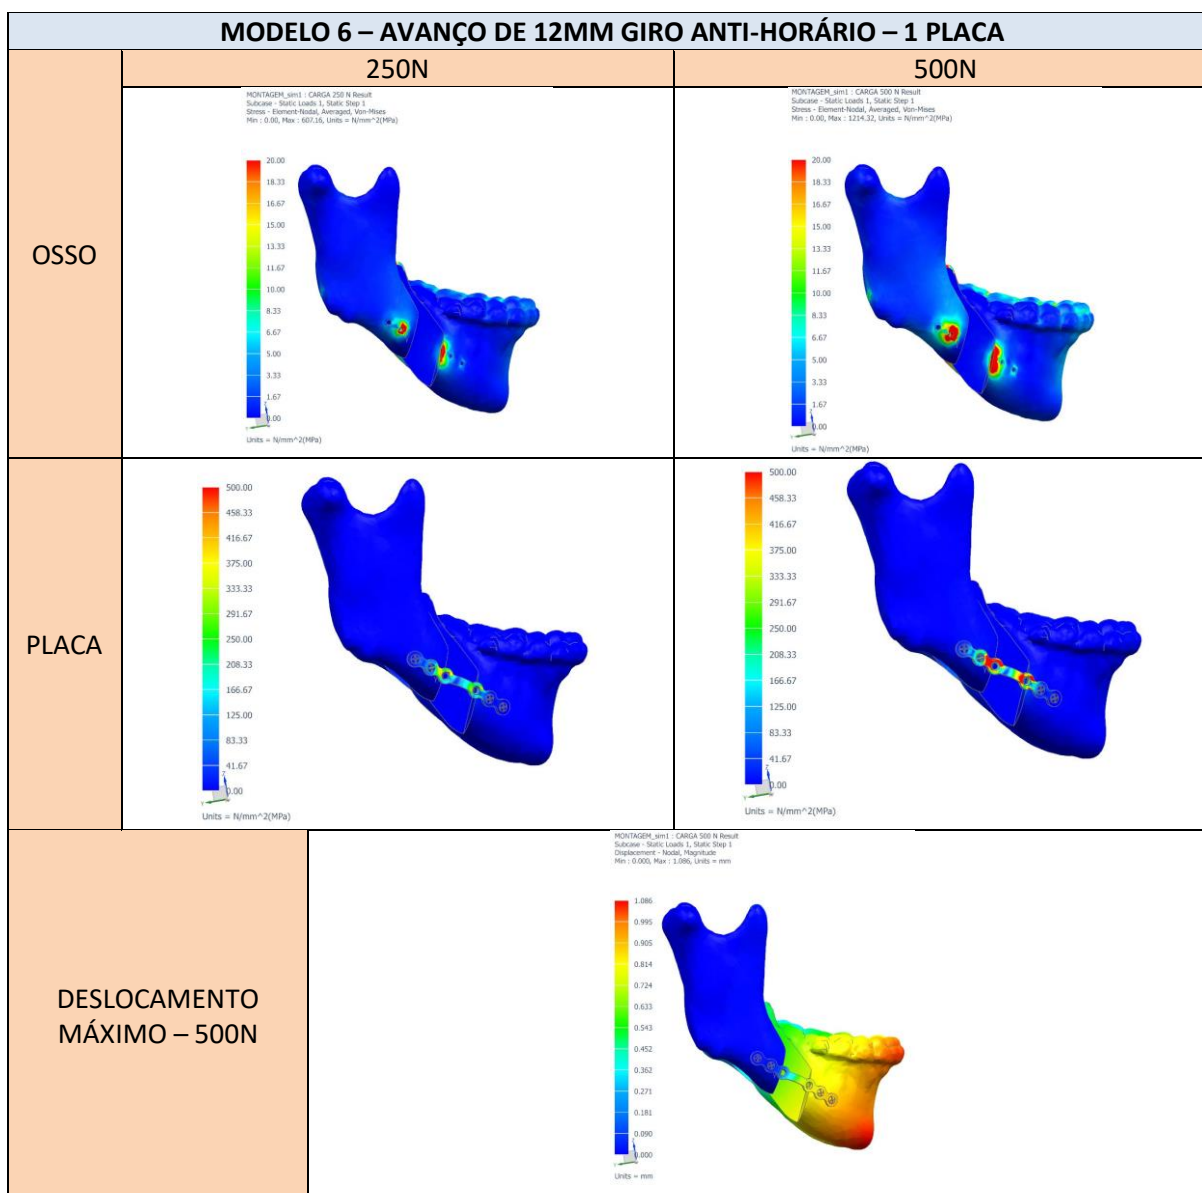 MODELO 6 – AVANÇO DE 12MM GIRO ANTI-HORÁRIO – 1 PLACA
250N
500N
OSSO
MONTAGEM_sim1 : CARGA 250 N Result
Subcase - Static Loads 1, Static Step 1
Stress - Element-Nodal, Averaged, Von-Mises
Min : 0.00, Max : 607.16, Units = N/mm^2(MPa)
20.00
18.33
16.67
15.00
13.33
11.67
10.00
8.33
6.67
5.00
3.33
1.67
0.00
Units = N/mm^2(MPa)
MONTAGEM_sim1 : CARGA 500 N Result
Subcase - Static Loads 1, Static Step 1
Stress - Element-Nodal, Averaged, Von-Mises
Min : 0.00, Max : 1214.32, Units = N/mm^2(MPa)
20.00
18.33
16.67
15.00
13.33
11.67
10.00
8.33
6.67
5.00
3.33
1.67
0.00
Units = N/mm^2(MPa)
PLACA
500.00
458.33
416.67
375.00
333.33
291.67
250.00
208.33
166.67
125.00
83.33
41.67
0.00
Units = N/mm^2(MPa)
500.00
458.33
416.67
375.00
333.33
291.67
250.00
208.33
166.67
125.00
83.33
41.67
0.00
Units = N/mm^2(MPa)
DESLOCAMENTO
MÁXIMO – 500N
MONTAGEM_sim1 : CARGA 500 N Result
Subcase - Static Loads 1, Static Step 1
Displacement - Nodal, Magnitude
Min : 0.000, Max : 1.086, Units = mm
1.086
0.995
0.905
0.814
0.724
0.633
0.543
0.452
0.362
0.271
0.181
0.090
0.000
Units = mm